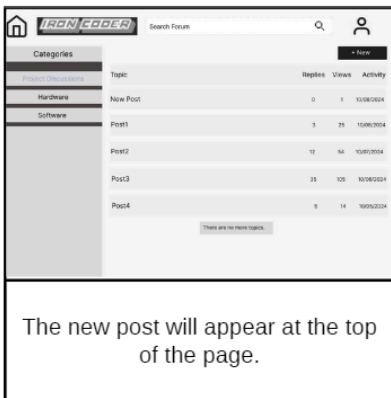 IRON CODER
Search Forum
Categories
+ New
Project Discussions
Topic Replies Views Activity
Hardware
New Post 0 1 10/08/2024
Software
Post1 3 25 10/06/2024
Post2 12 54 10/07/2024
Post3 25 105 10/06/2024
Post4 5 14 10/05/2024
There are no more topics.
The new post will appear at the top
of the page.